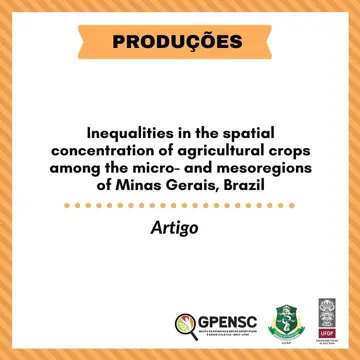 PRODUÇÕES
Inequalities in the spatial
concentration of agricultural crops
among the micro- and mesoregions
of Minas Gerais, Brazil
Artigo
GPENSC
UFOP